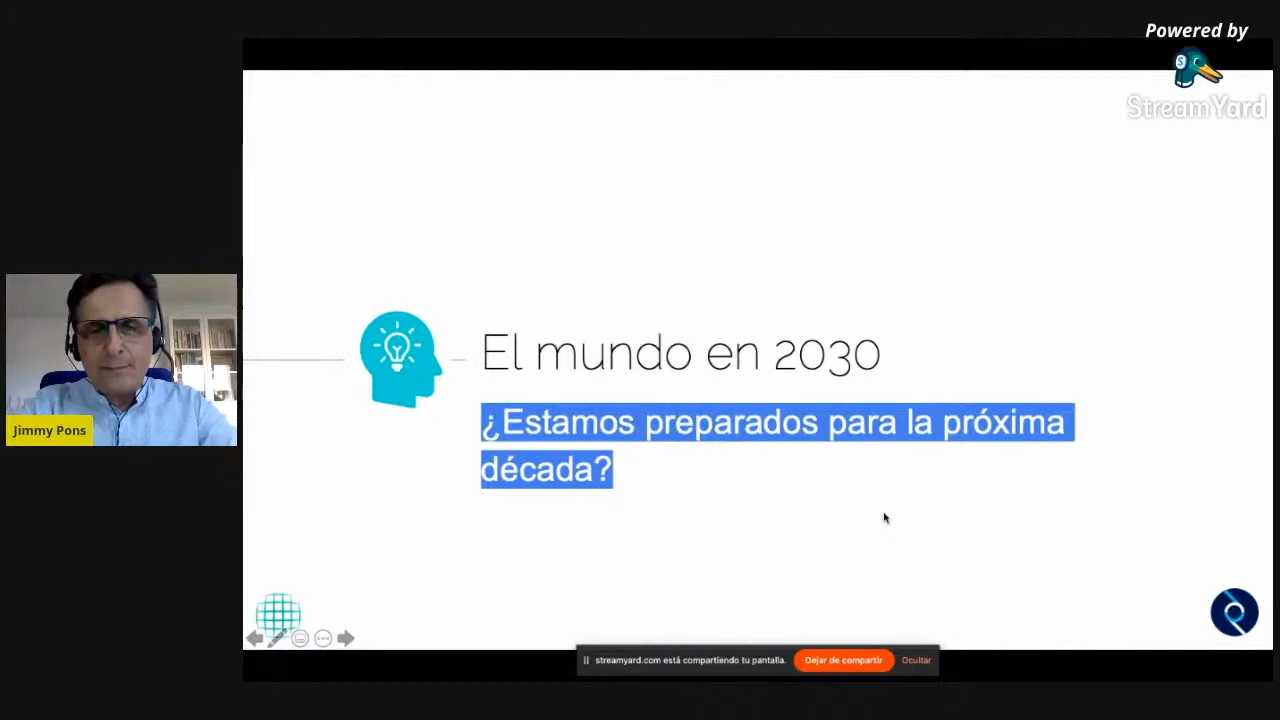 Powered by
StreamYard
El mundo en 2030
¿Estamos preparados para la próxima
década?
Jimmy Pons
streamyard.com está compartiendo tu pantalla.
Dejar de compartir
Ocultar